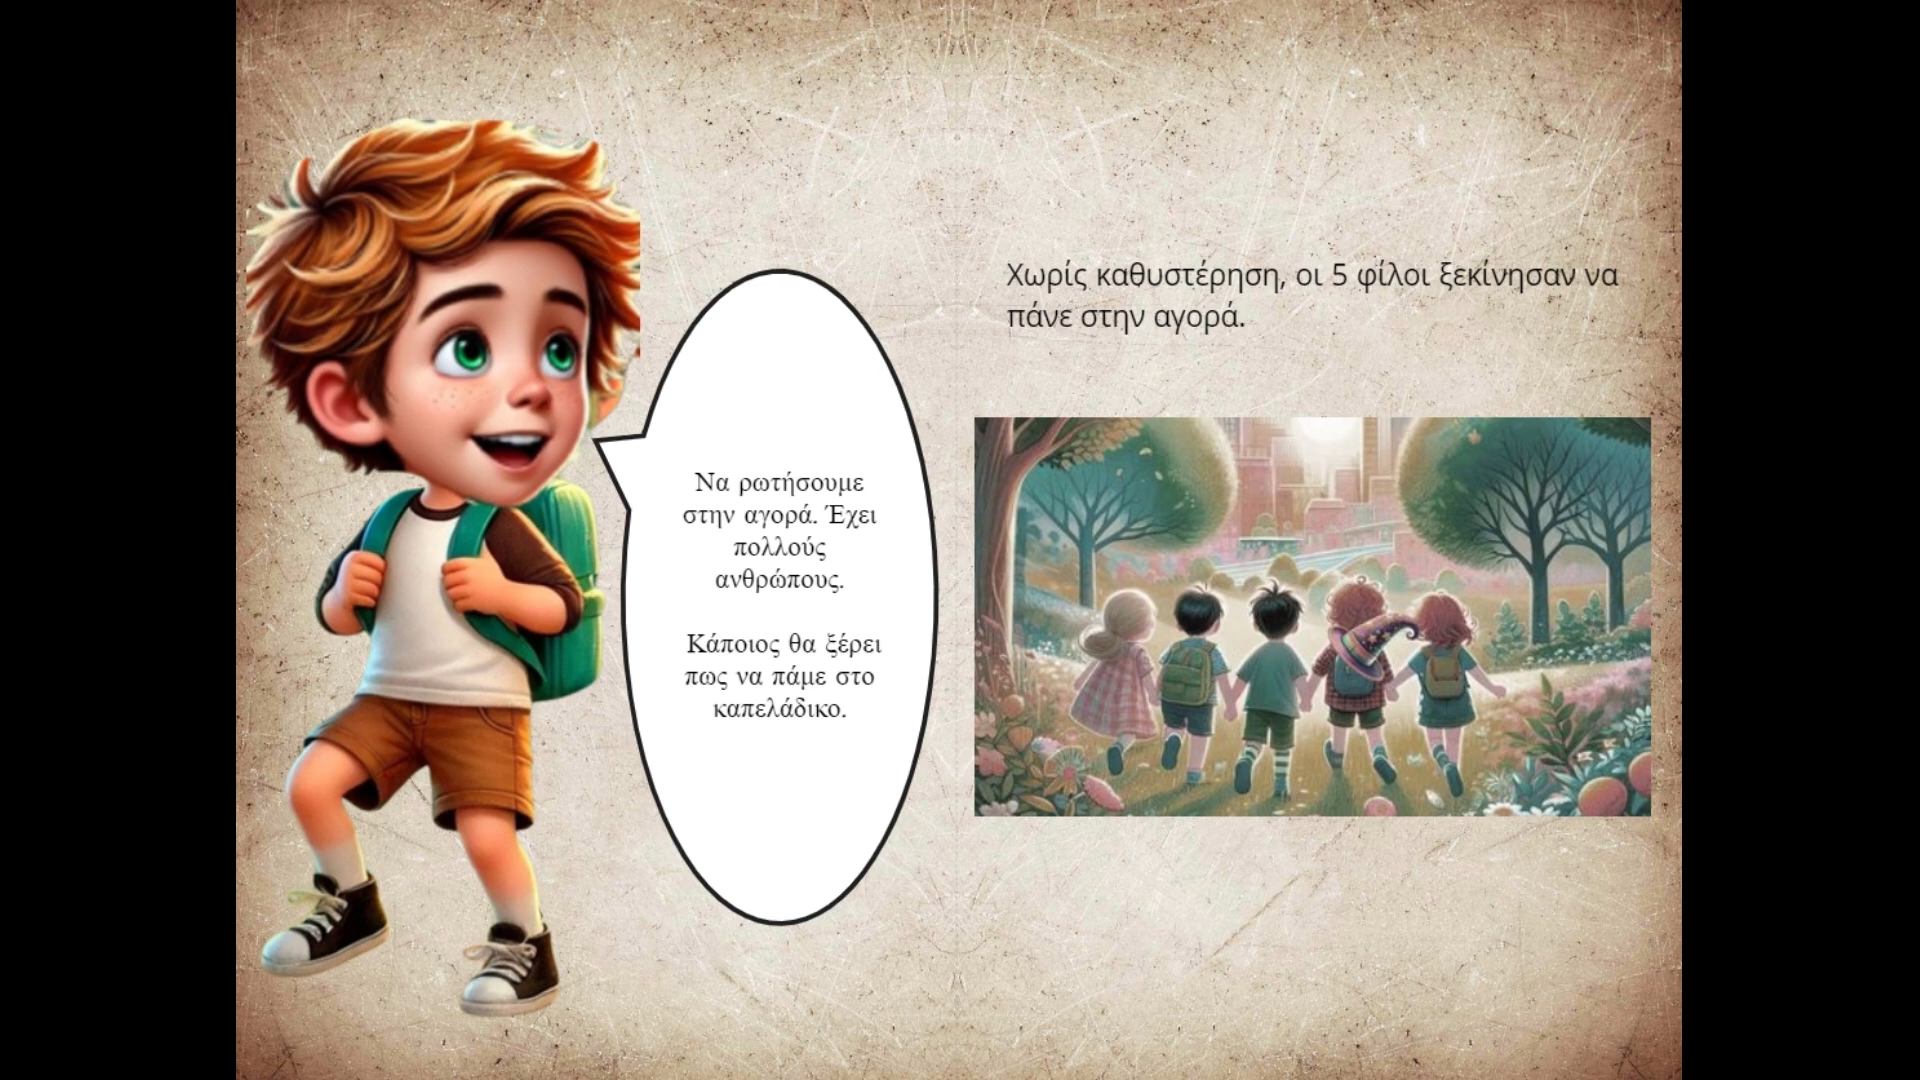 Να ρωτήσουμε
στην αγορά. Έχει
πολλούς
ανθρώπους.
Κάποιος θα ξέρει
πως να πάμε στο
καπελάδικο.
Χωρίς καθυστέρηση, οι 5 φίλοι ξεκίνησαν να
πάνε στην αγορά.